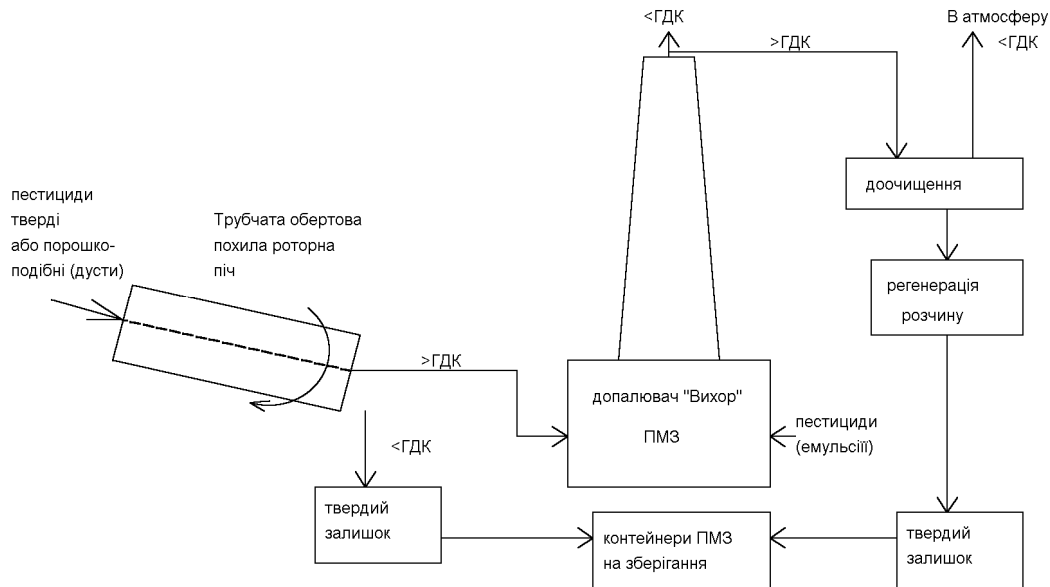 <ГДК
В атмосферу
>ГДК
<ГДК
доочищення
пестициди
тверді
або порошко-
подібні (дусти)
Трубчата обертова
похила роторна
піч
регенерація
розчину
>ГДК
допалювач "Вихор"
ПМЗ
пестициди
(емульсіїї)
<ГДК
твердий
залишок
контейнери ПМЗ
на зберігання
твердий
залишок